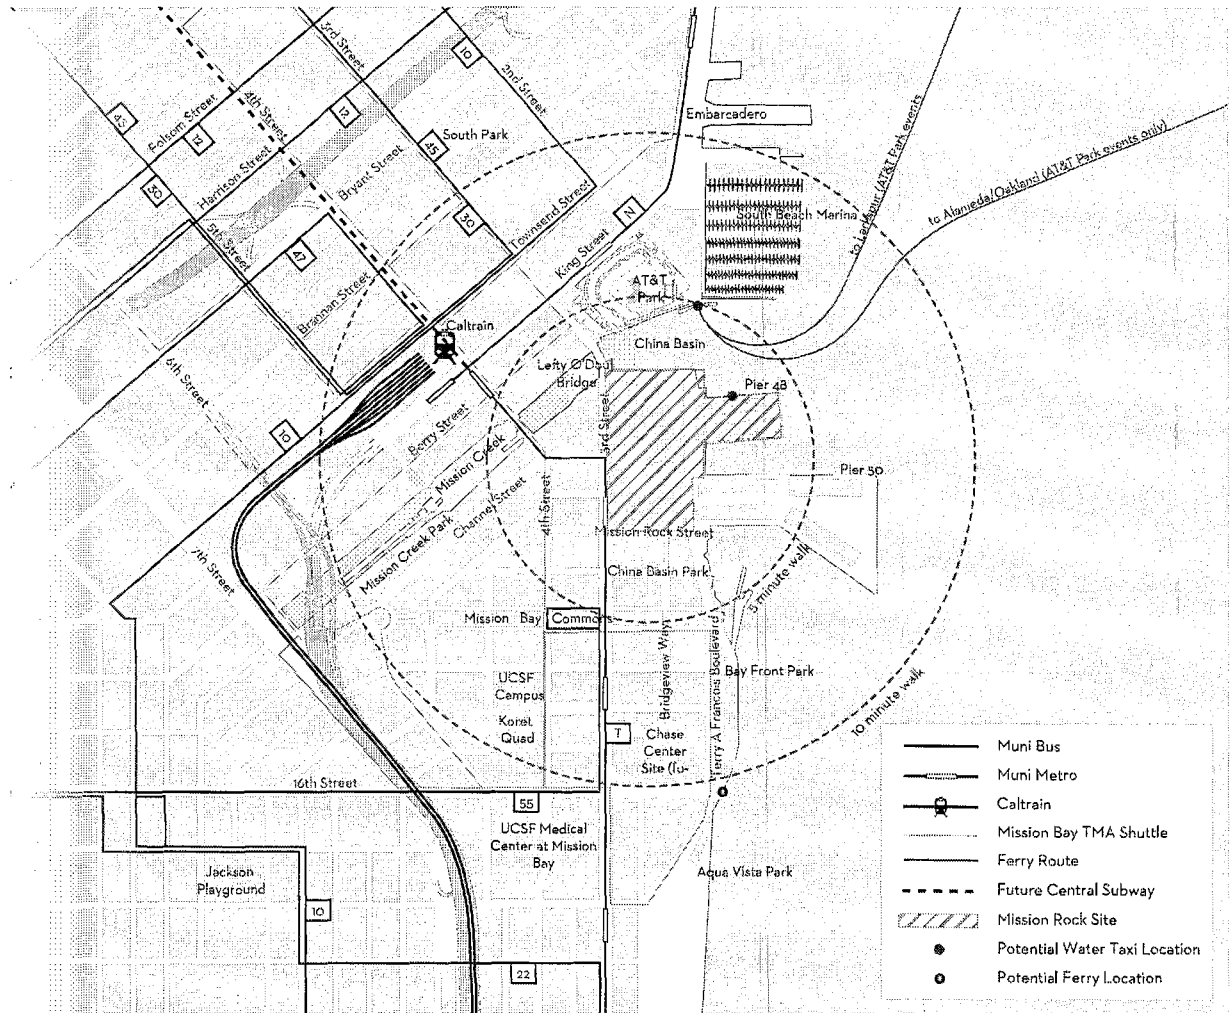 3rd Street
10
2nd Street
Folsom Street
4th Street
12
45
12
Embarcadero
South Park
45
Harrison Street
Bryant Street
30
30
5th Street
Townsend Street
N
South Beach Marina
to Larkspur (AT&T Park events
to Alameda/Oakland (AT&T Park events only)
47
King Street
AT&T
Park
Brannan Street
Caltrain
China Basin
6th Street
Lefty O'Doul
Bridge
Pier 48
3rd Street
10
Berry Street
Mission Creek
Pier 50
Channel Street
4th Street
Mission Rock Street
Mission Creek Park
7th Street
China Basin Park
5 minute walk
Mission Bay Commons
Bridgeview Way
Terry A Francois Boulevard
Bay Front Park
UCSF
Campus
Koret
Quad
10 minute walk
T
Chase
Center
Site (fu-
16th Street
55
UCSF Medical
Center at Mission
Bay
Jackson
Playground
Aqua Vista Park
10
22
Muni Bus
Muni Metro
Caltrain
Mission Bay TMA Shuttle
Ferry Route
Future Central Subway
Mission Rock Site
Potential Water Taxi Location
Potential Ferry Location